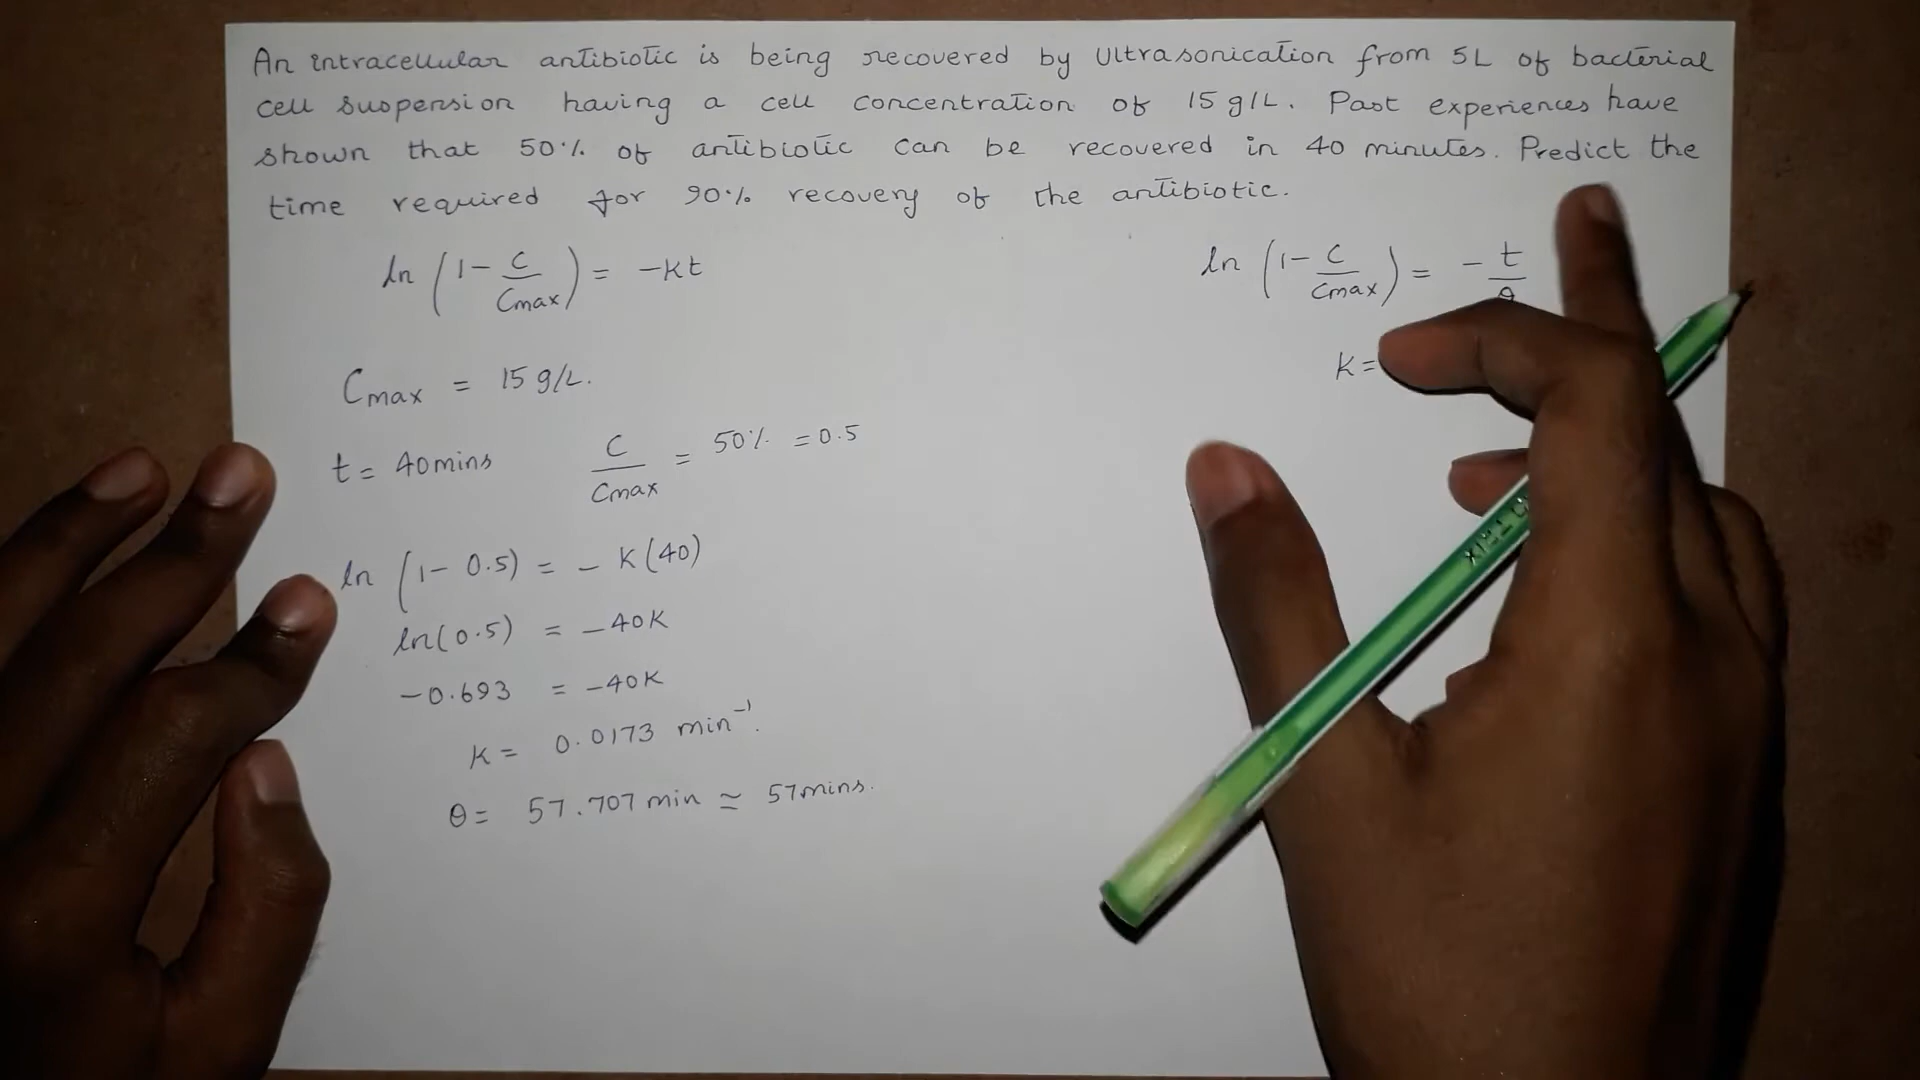 An intracellular antibiotic is being recovered by Ultrasonication from 5L of bacterial
cell suspension having a cell concentration of 15 g/L. Past experiences have
shown that 50% of antibiotic can be recovered in 40 minutes. Predict the
time required for 90% recovery of the antibiotic.
ln (1 - C/Cmax) = -Kt
ln (1 - C/Cmax) = - t/θ
Cmax = 15 g/L.
K =
t = 40mins
C/Cmax = 50% = 0.5
ln (1 - 0.5) = - K(40)
ln(0.5) = -40K
-0.693 = -40K
K = 0.0173 min⁻¹.
θ = 57.707 min ≃ 57mins.